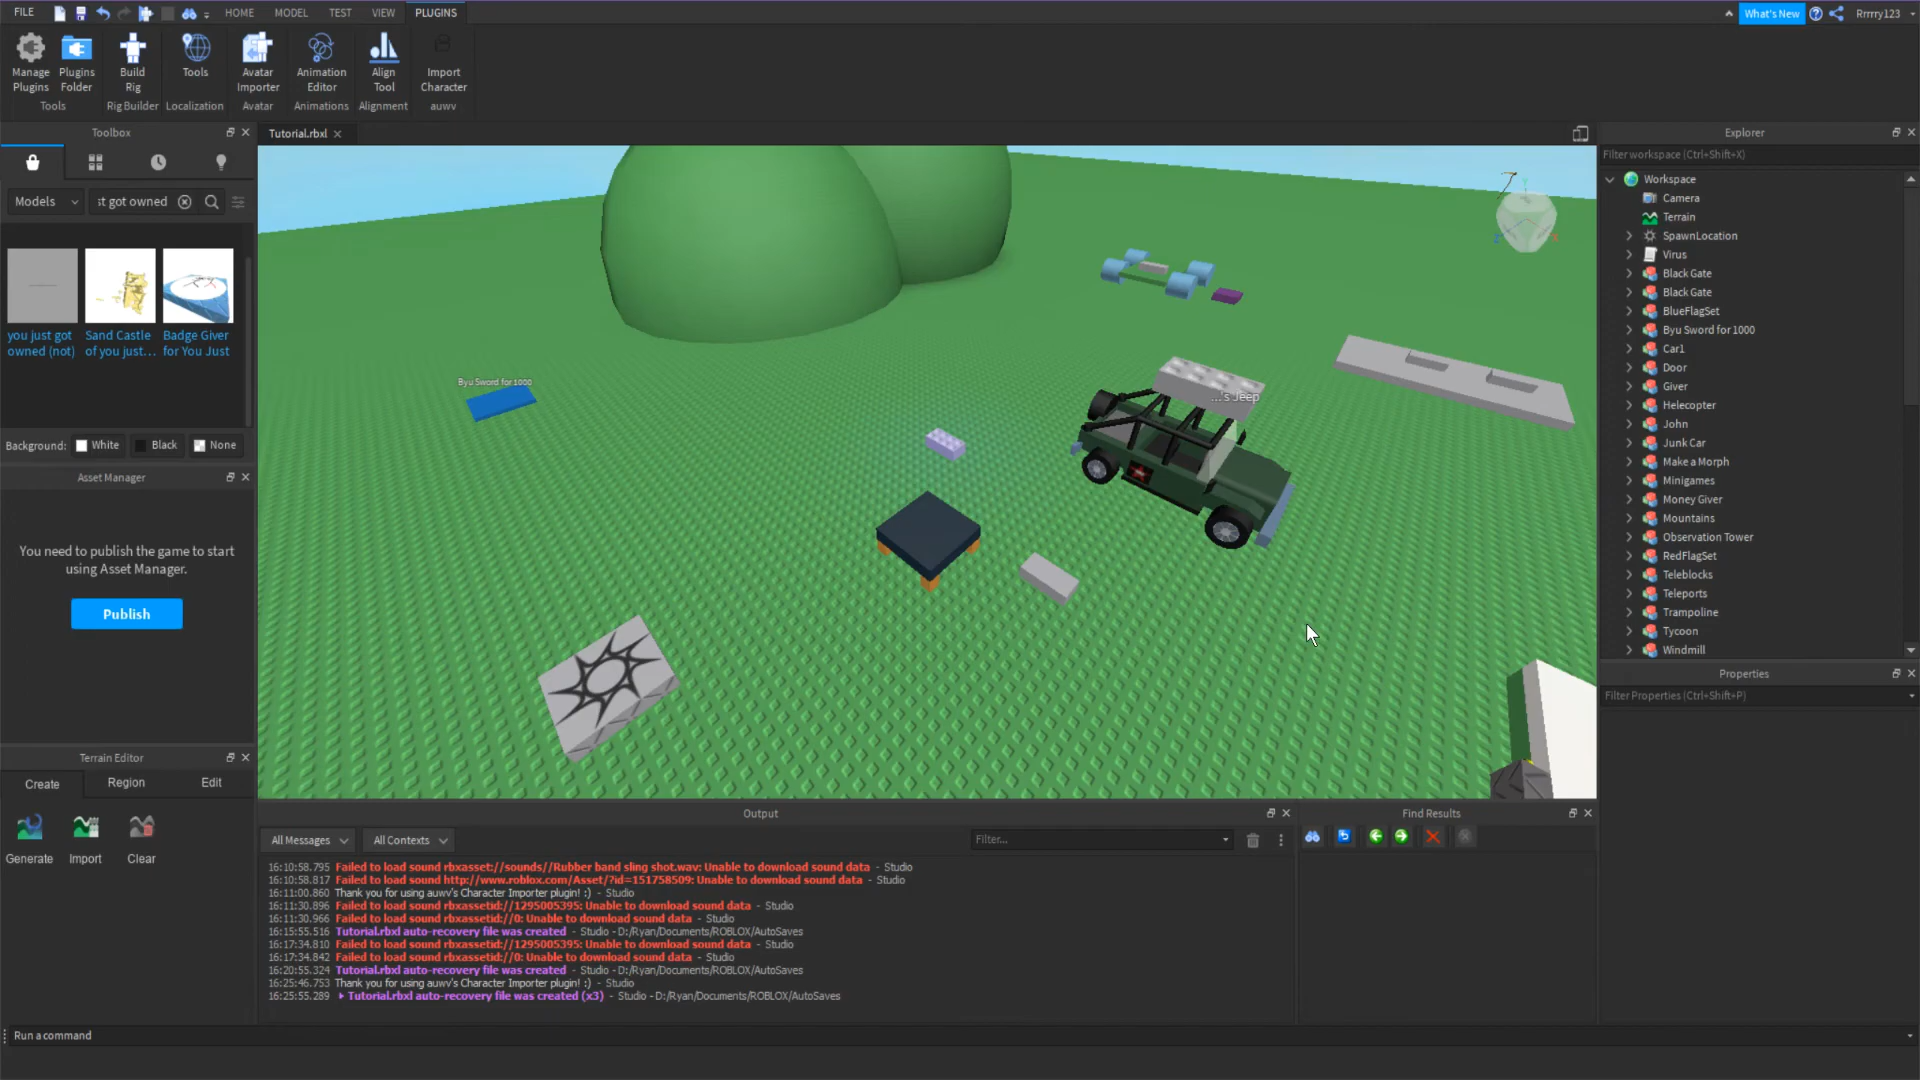 FILE HOME MODEL TEST VIEW PLUGINS What's New Rrrrry123
Manage Plugins
Plugins Folder
Build Rig
Tools
Avatar Importer
Animation Editor
Align Tool
Import Character
Tools Rig Builder Localization Avatar Animations Alignment auwv
Toolbox
Models st got owned
you just got owned (not)
Sand Castle of you just...
Badge Giver for You Just
Background: White Black None
Asset Manager
You need to publish the game to start
using Asset Manager.
Publish
Terrain Editor
Create Region Edit
Generate Import Clear
Tutorial.rbxl
Byu Sword for 1000
...'s Jeep
Output
All Messages All Contexts Filter...
16:10:58.795 Failed to load sound rbxasset://sounds//Rubber band sling shot.wav: Unable to download sound data - Studio
16:10:58.817 Failed to load sound http://www.roblox.com/Asset/?id=151758509: Unable to download sound data - Studio
16:11:00.860 Thank you for using auwv's Character Importer plugin! :) - Studio
16:11:30.896 Failed to load sound rbxassetid://1295005395: Unable to download sound data - Studio
16:11:30.966 Failed to load sound rbxassetid://0: Unable to download sound data - Studio
16:15:55.516 Tutorial.rbxl auto-recovery file was created - Studio - D:/Ryan/Documents/ROBLOX/AutoSaves
16:17:34.810 Failed to load sound rbxassetid://1295005395: Unable to download sound data - Studio
16:17:34.842 Failed to load sound rbxassetid://0: Unable to download sound data - Studio
16:20:55.324 Tutorial.rbxl auto-recovery file was created - Studio - D:/Ryan/Documents/ROBLOX/AutoSaves
16:25:46.753 Thank you for using auwv's Character Importer plugin! :) - Studio
16:25:55.289 Tutorial.rbxl auto-recovery file was created (x3) - Studio - D:/Ryan/Documents/ROBLOX/AutoSaves
Find Results
Explorer
Filter workspace (Ctrl+Shift+X)
Workspace
Camera
Terrain
SpawnLocation
Virus
Black Gate
Black Gate
BlueFlagSet
Byu Sword for 1000
Car1
Door
Giver
Helecopter
John
Junk Car
Make a Morph
Minigames
Money Giver
Mountains
Observation Tower
RedFlagSet
Teleblocks
Teleports
Trampoline
Tycoon
Windmill
Properties
Filter Properties (Ctrl+Shift+P)
Run a command